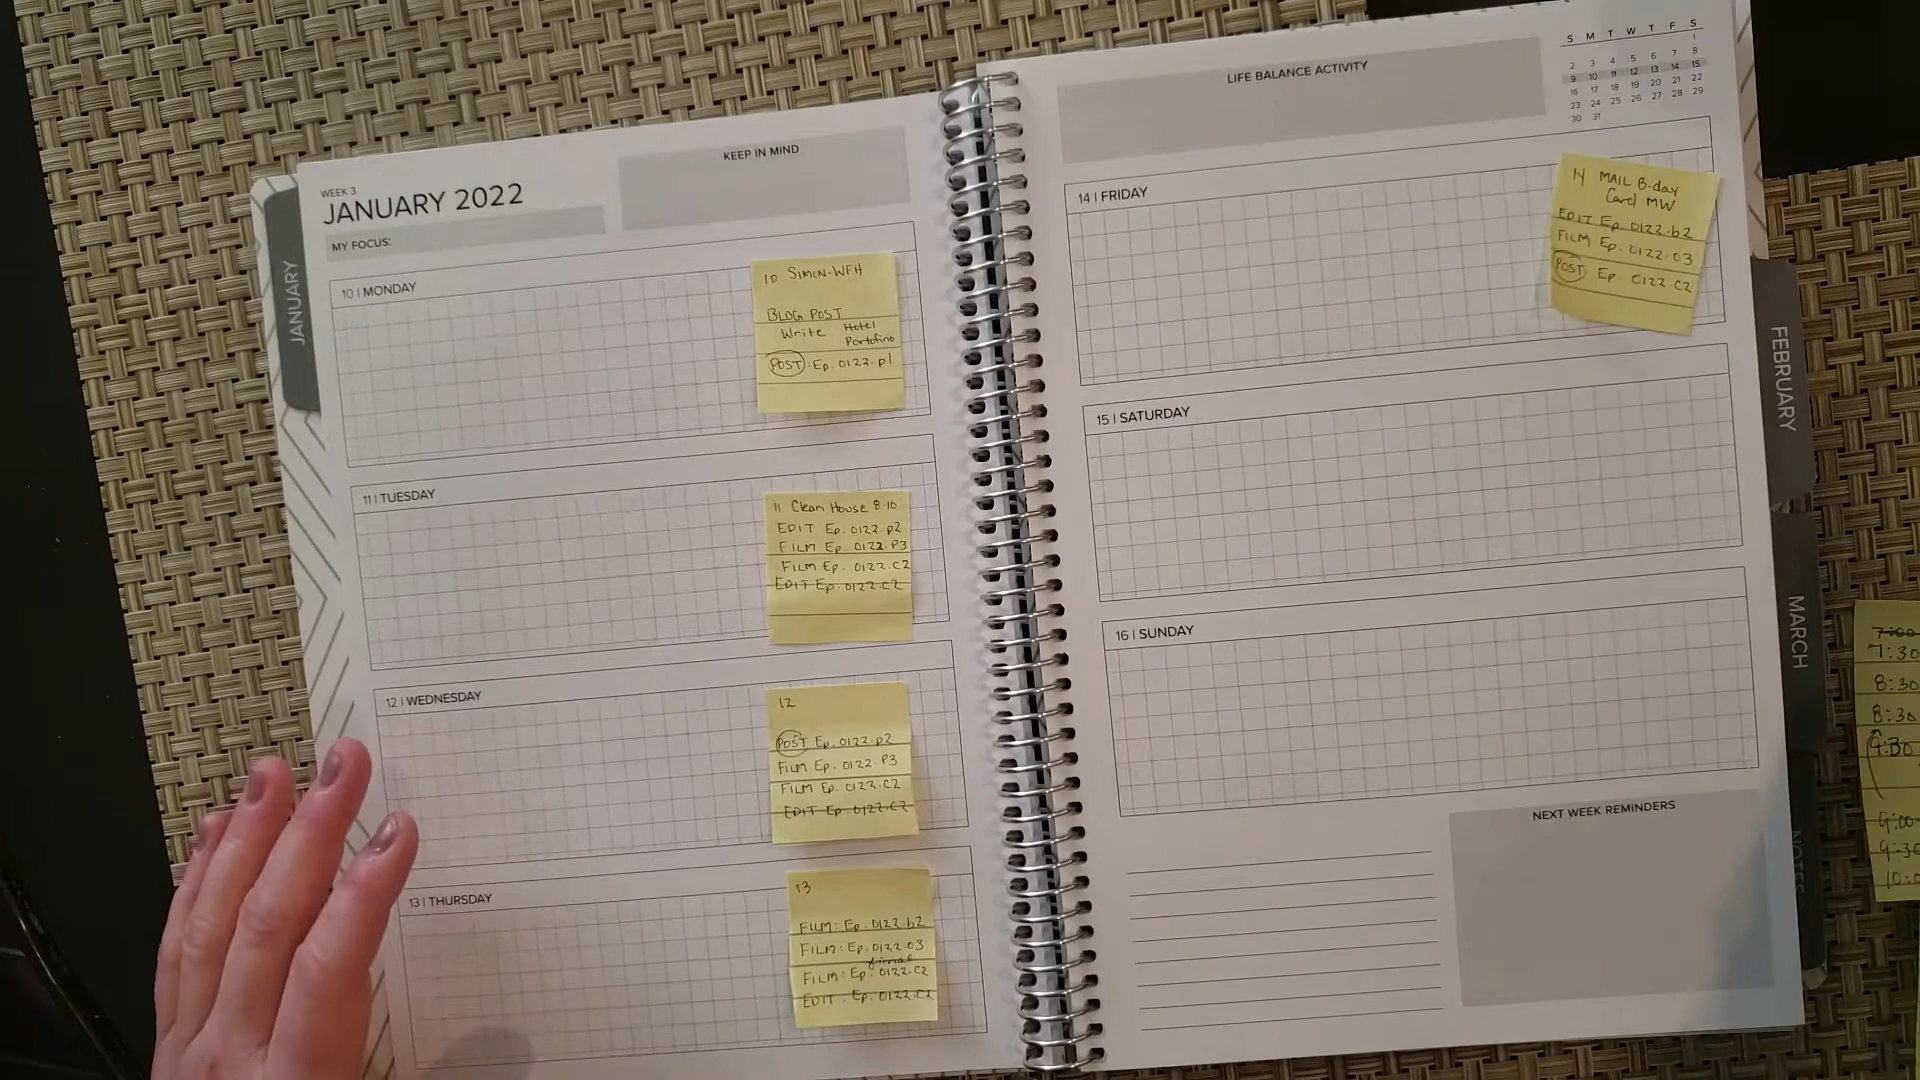 WEEK 3
JANUARY 2022
KEEP IN MIND
MY FOCUS:
JANUARY
10 | MONDAY
10 Simon-WFH
BLOG POST
Write Hotel
Portofino
POST: Ep. 0122.p1
11 | TUESDAY
11 Clean House 8-10
EDIT Ep. 0122.p2
FILM Ep. 0122.P3
FILM Ep. 0122.C2
EDIT Ep. 0122.C2
12 | WEDNESDAY
12
POST Ep. 0122.p2
FILM Ep. 0122.P3
FILM Ep. 0122.C2
EDIT Ep. 0122.C2
13 | THURSDAY
13
FILM: Ep. 0122.b2
FILM: Ep. 0122.03
FILM: Ep. 0122.C2
EDIT. Ep. 0122.C2
LIFE BALANCE ACTIVITY
S M T W T F S
1
2 3 4 5 6 7 8
9 10 11 12 13 14 15
16 17 18 19 20 21 22
23 24 25 26 27 28 29
30 31
14 | FRIDAY
14 MAIL B-day
Card MW
EDIT Ep. 0122.b2
FILM Ep. 0122.03
POST Ep. 0122.C2
15 | SATURDAY
16 | SUNDAY
NEXT WEEK REMINDERS
FEBRUARY
MARCH
NOTES
7:00
7:30
8:30
8:30
9:30
9:00
9:30